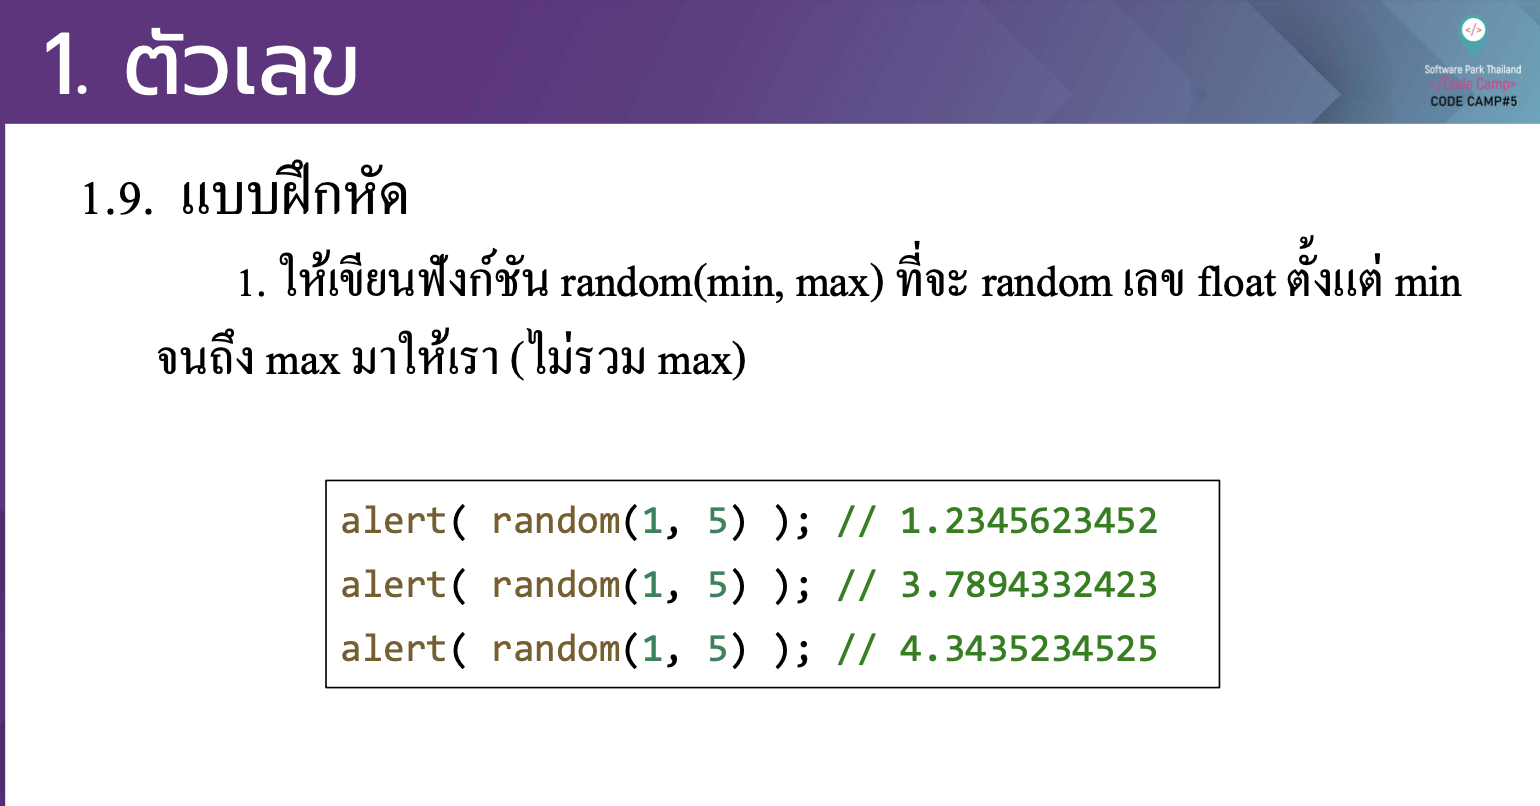 1. ตัวเลข
</>
Software Park Thailand
</Code Camp>
CODE CAMP#5
1.9. แบบฝึกหัด
1. ให้เขียนฟังก์ชัน random(min, max) ที่จะ random เลข float ตั้งแต่ min
จนถึง max มาให้เรา (ไม่รวม max)
alert( random(1, 5) ); // 1.2345623452
alert( random(1, 5) ); // 3.7894332423
alert( random(1, 5) ); // 4.3435234525